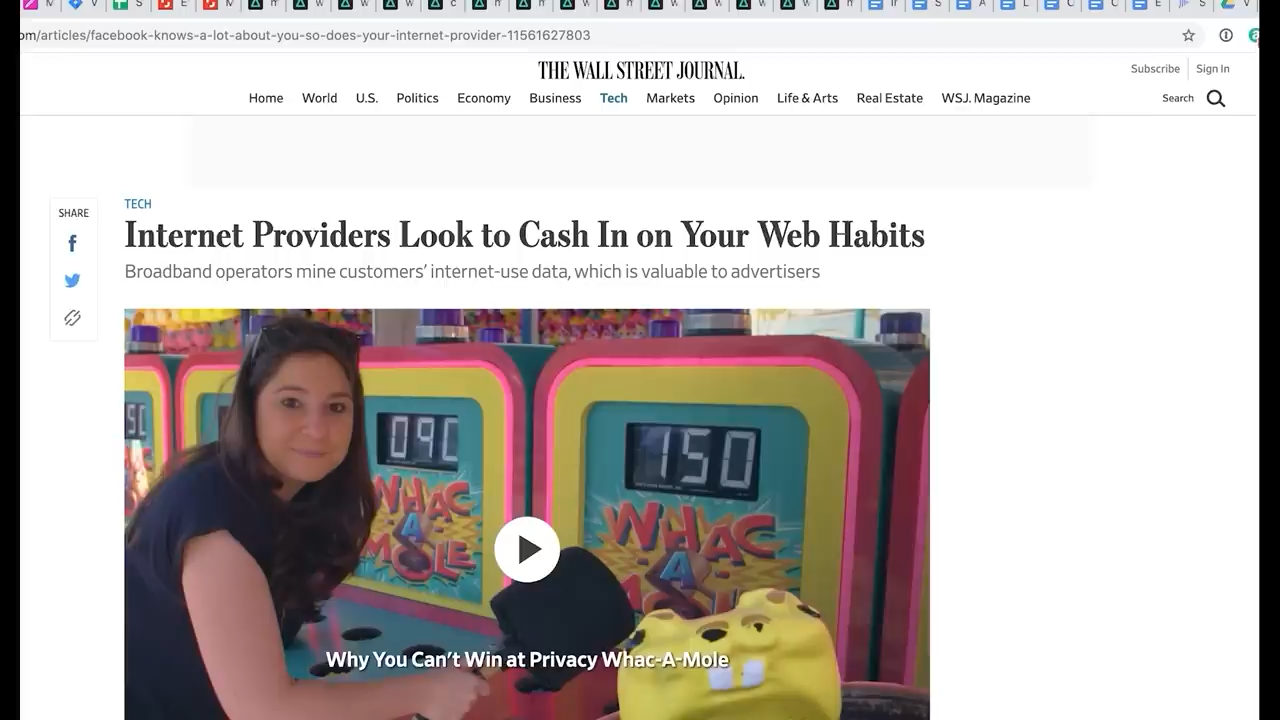 om/articles/facebook-knows-a-lot-about-you-so-does-your-internet-provider-11561627803
THE WALL STREET JOURNAL.
Subscribe Sign In
Home World U.S. Politics Economy Business Tech Markets Opinion Life & Arts Real Estate WSJ. Magazine
Search
SHARE
TECH
Internet Providers Look to Cash In on Your Web Habits
Broadband operators mine customers' internet-use data, which is valuable to advertisers
090
150
WHAC
A
MOLE
WHAC
A
Why You Can't Win at Privacy Whac-A-Mole